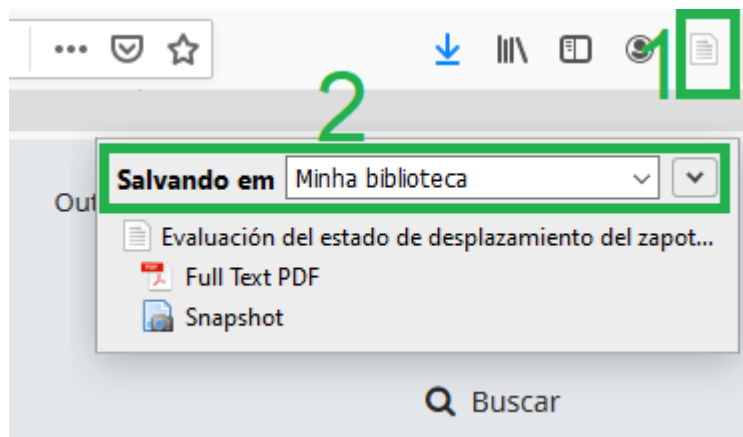 1
2
Salvando em Minha biblioteca
Out
Evaluación del estado de desplazamiento del zapot...
PDF
Full Text PDF
Snapshot
Buscar